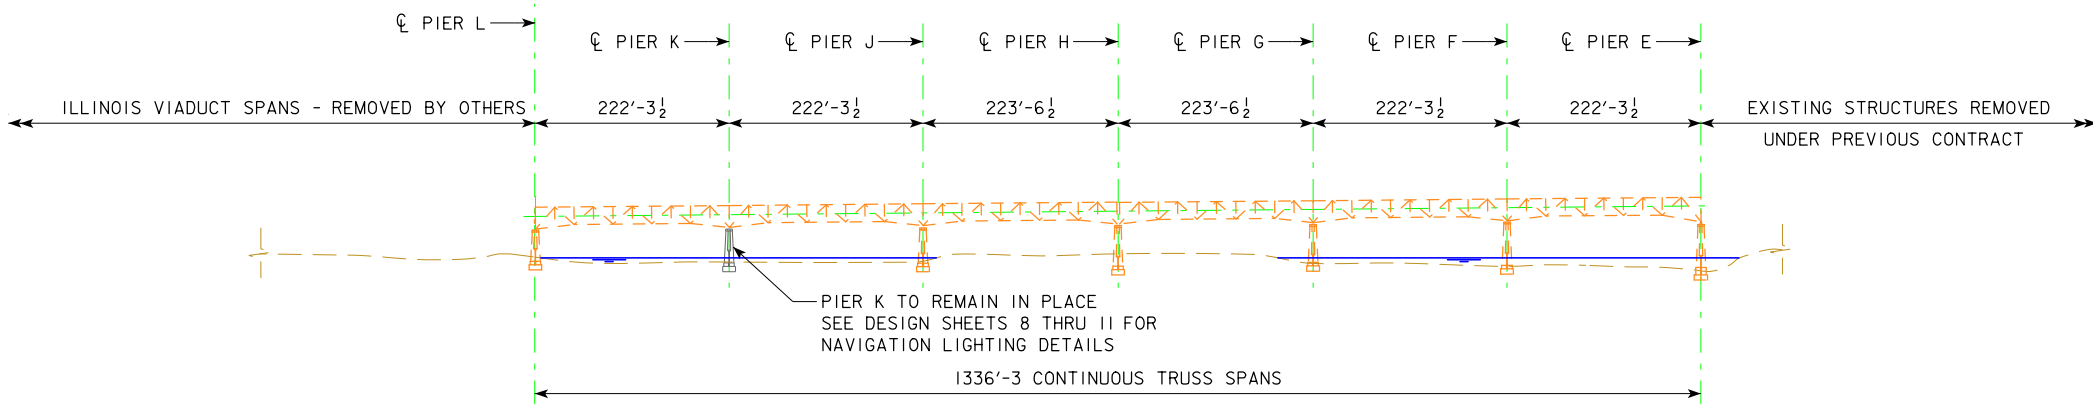 ℄ PIER L
℄ PIER K
℄ PIER J
℄ PIER H
℄ PIER G
℄ PIER F
℄ PIER E
ILLINOIS VIADUCT SPANS - REMOVED BY OTHERS
222'-3½
222'-3½
223'-6½
223'-6½
222'-3½
222'-3½
EXISTING STRUCTURES REMOVED
UNDER PREVIOUS CONTRACT
PIER K TO REMAIN IN PLACE
SEE DESIGN SHEETS 8 THRU 11 FOR
NAVIGATION LIGHTING DETAILS
1336'-3 CONTINUOUS TRUSS SPANS